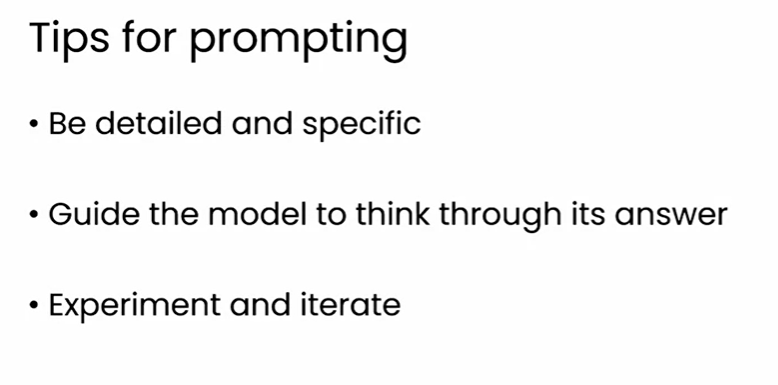 Tips for prompting
• Be detailed and specific
• Guide the model to think through its answer
• Experiment and iterate